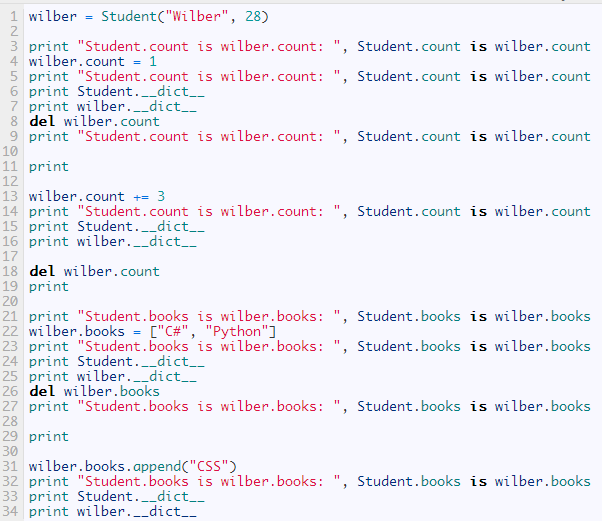 1 wilber = Student("Wilber", 28)
2
3 print "Student.count is wilber.count: ", Student.count is wilber.count
4 wilber.count = 1
5 print "Student.count is wilber.count: ", Student.count is wilber.count
6 print Student.__dict__
7 print wilber.__dict__
8 del wilber.count
9 print "Student.count is wilber.count: ", Student.count is wilber.count
10
11 print
12
13 wilber.count += 3
14 print "Student.count is wilber.count: ", Student.count is wilber.count
15 print Student.__dict__
16 print wilber.__dict__
17
18 del wilber.count
19 print
20
21 print "Student.books is wilber.books: ", Student.books is wilber.books
22 wilber.books = ["C#", "Python"]
23 print "Student.books is wilber.books: ", Student.books is wilber.books
24 print Student.__dict__
25 print wilber.__dict__
26 del wilber.books
27 print "Student.books is wilber.books: ", Student.books is wilber.books
28
29 print
30
31 wilber.books.append("CSS")
32 print "Student.books is wilber.books: ", Student.books is wilber.books
33 print Student.__dict__
34 print wilber.__dict__